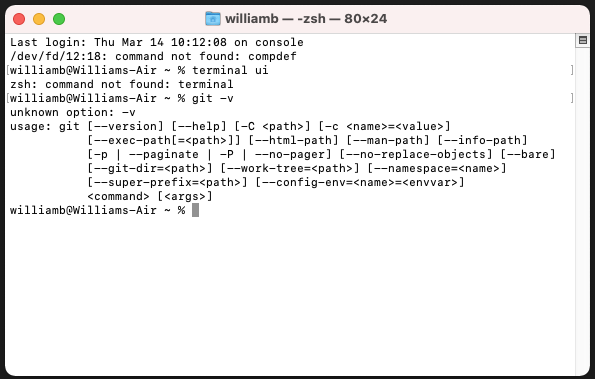 williamb — -zsh — 80×24
Last login: Thu Mar 14 10:12:08 on console
/dev/fd/12:18: command not found: compdef
[williamb@Williams-Air ~ % terminal ui ]
zsh: command not found: terminal
[williamb@Williams-Air ~ % git -v ]
unknown option: -v
usage: git [--version] [--help] [-C <path>] [-c <name>=<value>]
           [--exec-path[=<path>]] [--html-path] [--man-path] [--info-path]
           [-p | --paginate | -P | --no-pager] [--no-replace-objects] [--bare]
           [--git-dir=<path>] [--work-tree=<path>] [--namespace=<name>]
           [--super-prefix=<path>] [--config-env=<name>=<envvar>]
           <command> [<args>]
williamb@Williams-Air ~ %